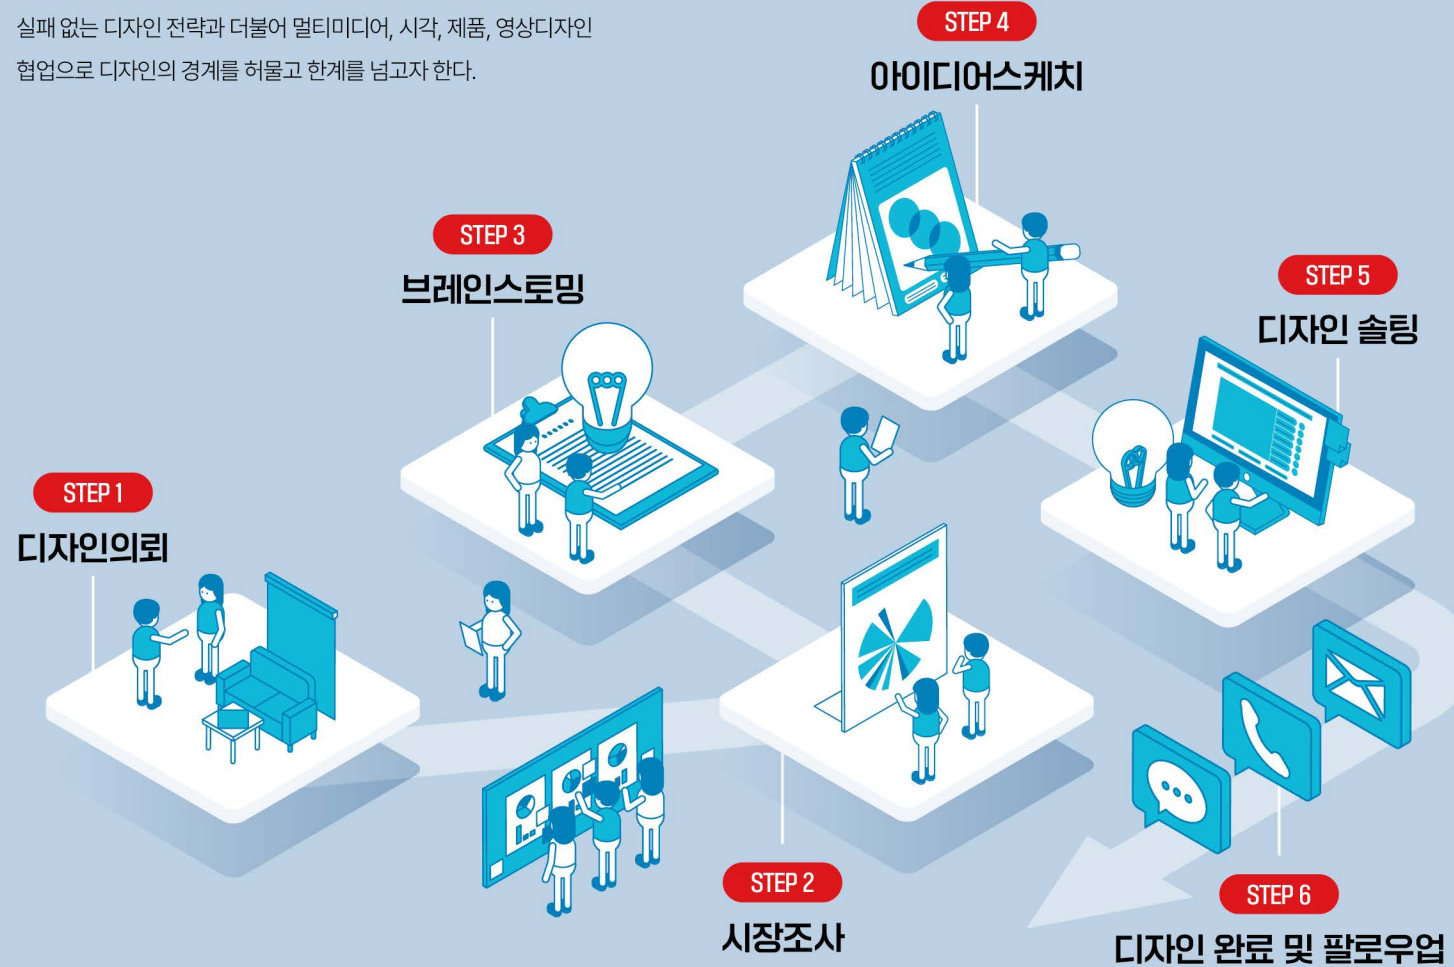 실패 없는 디자인 전략과 더불어 멀티미디어, 시각, 제품, 영상디자인
협업으로 디자인의 경계를 허물고 한계를 넘고자 한다.
STEP 1
디자인의뢰
STEP 2
시장조사
STEP 3
브레인스토밍
STEP 4
아이디어스케치
STEP 5
디자인 솔팅
STEP 6
디자인 완료 및 팔로우업